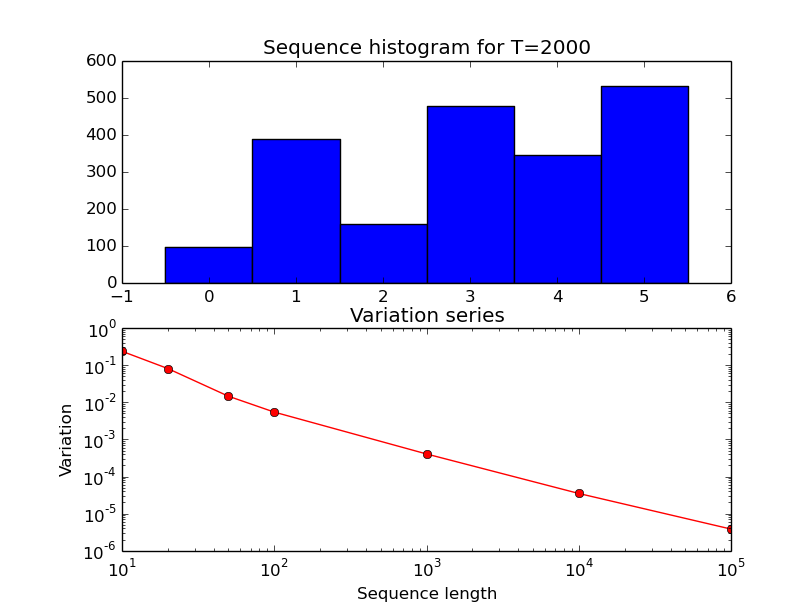 Sequence histogram for T=2000
600
500
400
300
200
100
0
−1 0 1 2 3 4 5 6
Variation series
10^0
10^-1
10^-2
10^-3
10^-4
10^-5
10^-6
Variation
10^1 10^2 10^3 10^4 10^5
Sequence length